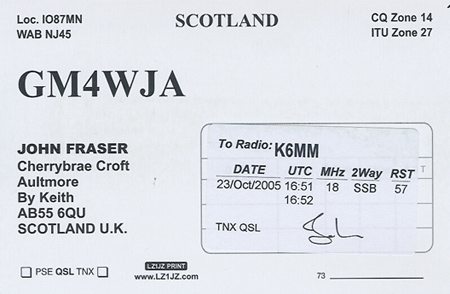 Loc. IO87MN
WAB NJ45
SCOTLAND
CQ Zone 14
ITU Zone 27
GM4WJA
JOHN FRASER
Cherrybrae Croft
Aultmore
By Keith
AB55 6QU
SCOTLAND U.K.
To Radio: K6MM
DATE UTC MHz 2Way RST
23/Oct/2005 16:51 18 SSB 57
16:52
TNX QSL
PSE QSL TNX
LZ1JZ PRINT
www.LZ1JZ.com
73